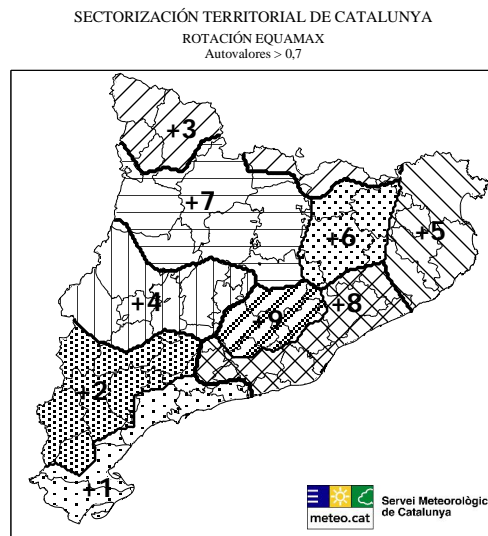 SECTORIZACIÓN TERRITORIAL DE CATALUNYA
ROTACIÓN EQUAMAX
Autovalores > 0,7
+3
+7
+5
+6
+4
+8
+9
+2
+1
meteo.cat
Servei Meteorològic
de Catalunya